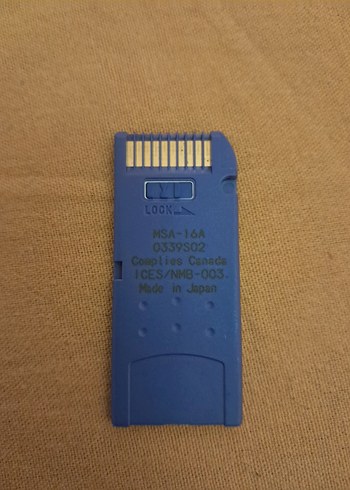 LOCK
MSA-16A
0339S02
Complies Canada
ICES/NMB-003
Made in Japan